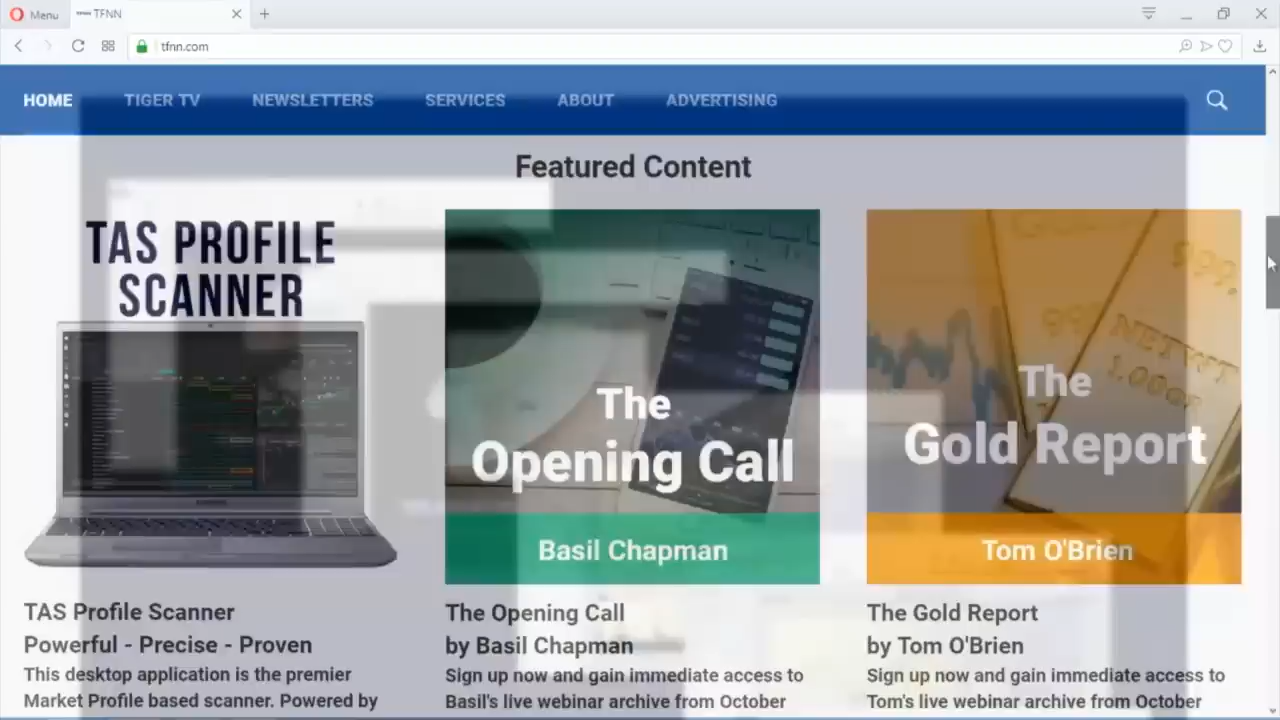 Menu
TFNN
tfnn.com
HOME
TIGER TV
NEWSLETTERS
SERVICES
ABOUT
ADVERTISING
Featured Content
TAS PROFILE
SCANNER
The
Opening Call
Basil Chapman
The
Gold Report
Tom O'Brien
TAS Profile Scanner
Powerful - Precise - Proven
This desktop application is the premier
Market Profile based scanner. Powered by
The Opening Call
by Basil Chapman
Sign up now and gain immediate access to
Basil's live webinar archive from October
The Gold Report
by Tom O'Brien
Sign up now and gain immediate access to
Tom's live webinar archive from October